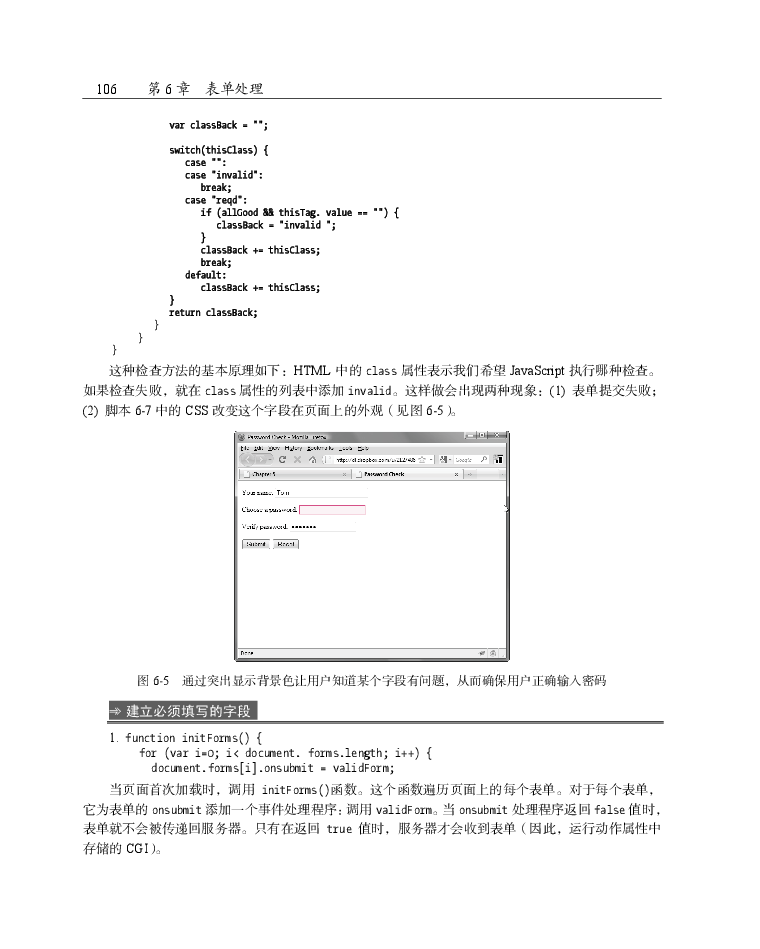 106 第 6 章 表单处理
var classBack = "";
switch(thisClass) {
case "":
case "invalid":
break;
case "reqd":
if (allGood && thisTag. value == "") {
classBack = "invalid ";
}
classBack += thisClass;
break;
default:
classBack += thisClass;
}
return classBack;
}
}
}
这种检查方法的基本原理如下：HTML 中的 class 属性表示我们希望 JavaScript 执行哪种检查。
如果检查失败，就在 class 属性的列表中添加 invalid。这样做会出现两种现象：(1) 表单提交失败；
(2) 脚本 6-7 中的 CSS 改变这个字段在页面上的外观（见图 6-5）。
Password Check - Mozilla Firefox
File Edit View History Bookmarks Tools Help
Google
Chapter 6 Password Check
Your name: Tom
Choose a password:
Verify password: •••••••
Submit Reset
Done
图 6-5 通过突出显示背景色让用户知道某个字段有问题，从而确保用户正确输入密码
⇒ 建立必须填写的字段
1. function initForms() {
for (var i=0; i< document. forms.length; i++) {
document.forms[i].onsubmit = validForm;
当页面首次加载时，调用 initForms()函数。这个函数遍历页面上的每个表单。对于每个表单，
它为表单的 onsubmit 添加一个事件处理程序：调用 validForm。当 onsubmit 处理程序返回 false 值时，
表单就不会被传递回服务器。只有在返回 true 值时，服务器才会收到表单（因此，运行动作属性中
存储的 CGI）。